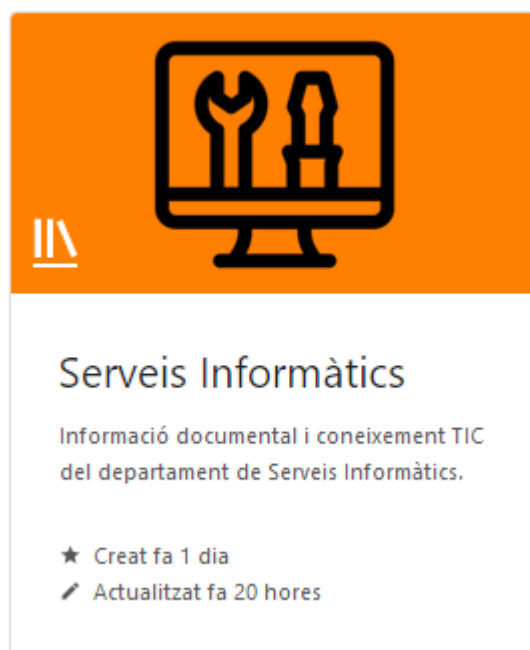 Serveis Informàtics
Informació documental i coneixement TIC
del departament de Serveis Informàtics.
Creat fa 1 dia
Actualitzat fa 20 hores